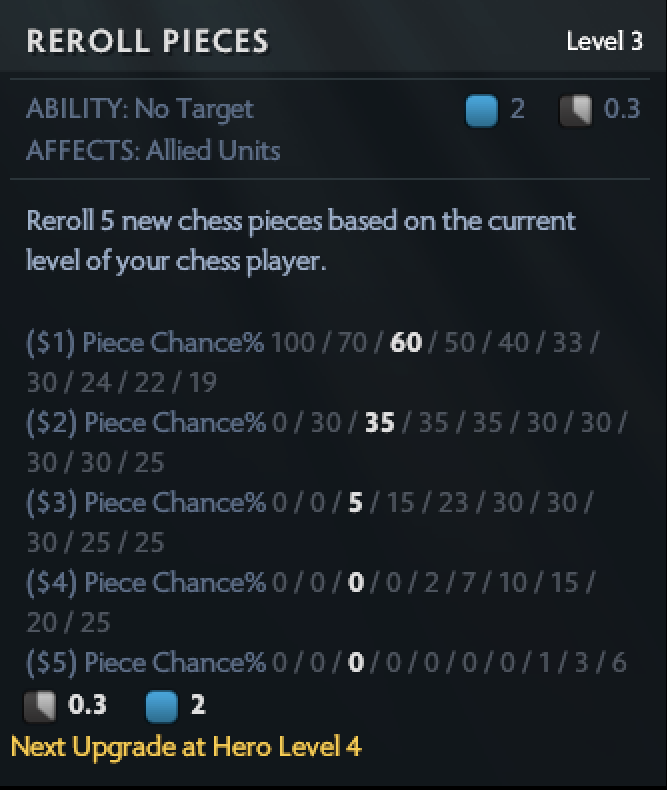 REROLL PIECES Level 3
ABILITY: No Target 2 0.3
AFFECTS: Allied Units
Reroll 5 new chess pieces based on the current
level of your chess player.
($1) Piece Chance% 100 / 70 / 60 / 50 / 40 / 33 /
30 / 24 / 22 / 19
($2) Piece Chance% 0 / 30 / 35 / 35 / 35 / 30 / 30 /
30 / 30 / 25
($3) Piece Chance% 0 / 0 / 5 / 15 / 23 / 30 / 30 /
30 / 25 / 25
($4) Piece Chance% 0 / 0 / 0 / 0 / 2 / 7 / 10 / 15 /
20 / 25
($5) Piece Chance% 0 / 0 / 0 / 0 / 0 / 0 / 0 / 1 / 3 / 6
0.3 2
Next Upgrade at Hero Level 4